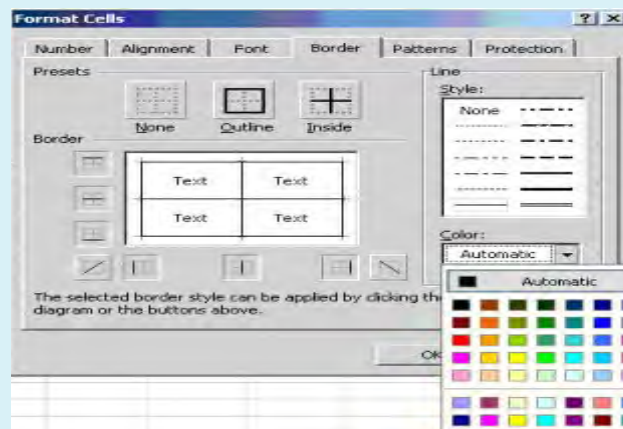 Format Cells
Number Alignment Font Border Patterns Protection
Presets
None Outline Inside
Border
Text Text
Text Text
Line
Style:
None
Color:
Automatic
Automatic
The selected border style can be applied by clicking the
diagram or the buttons above.
OK